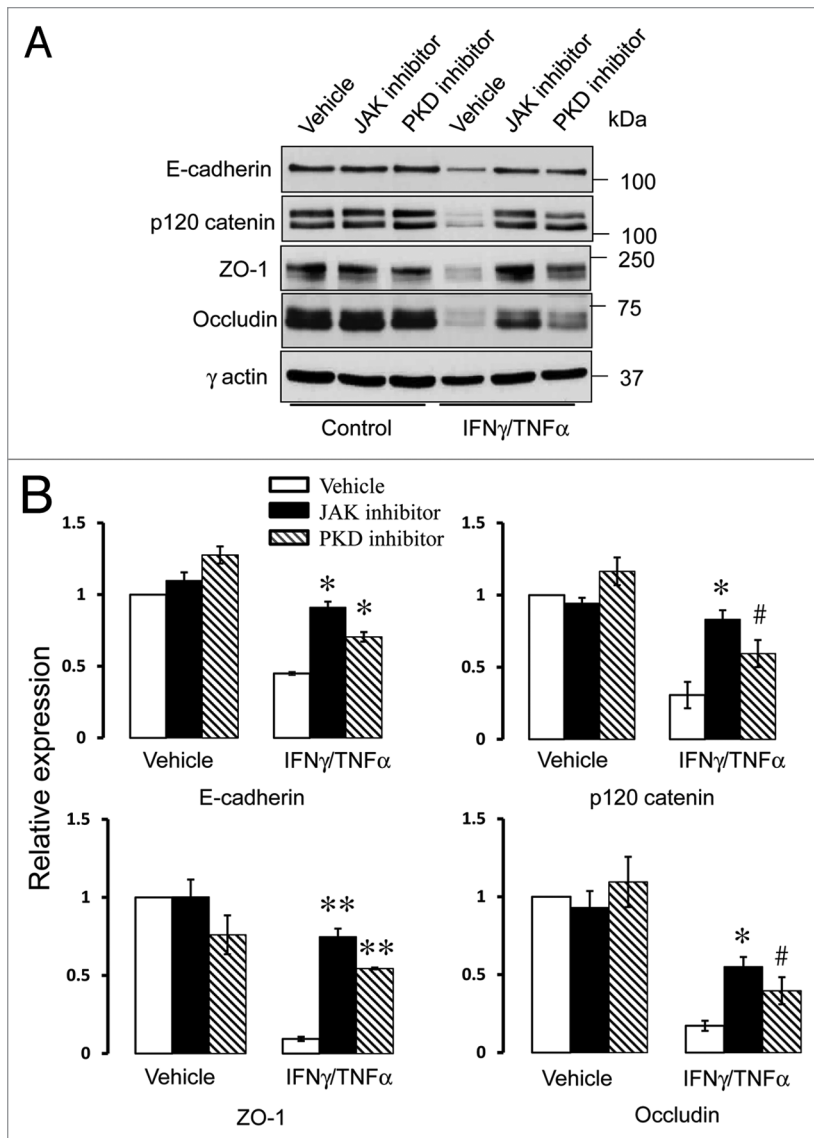 A
Vehicle
JAK inhibitor
PKD inhibitor
Vehicle
JAK inhibitor
PKD inhibitor
kDa
E-cadherin
100
p120 catenin
100
ZO-1
250
Occludin
75
γ actin
37
Control
IFNγ/TNFα
B
Vehicle
JAK inhibitor
PKD inhibitor
Relative expression
1.5
1
0.5
0
*
*
Vehicle
IFNγ/TNFα
E-cadherin
1.5
1
0.5
0
*
#
Vehicle
IFNγ/TNFα
p120 catenin
1.5
1
0.5
0
**
**
Vehicle
IFNγ/TNFα
ZO-1
1.5
1
0.5
0
*
#
Vehicle
IFNγ/TNFα
Occludin